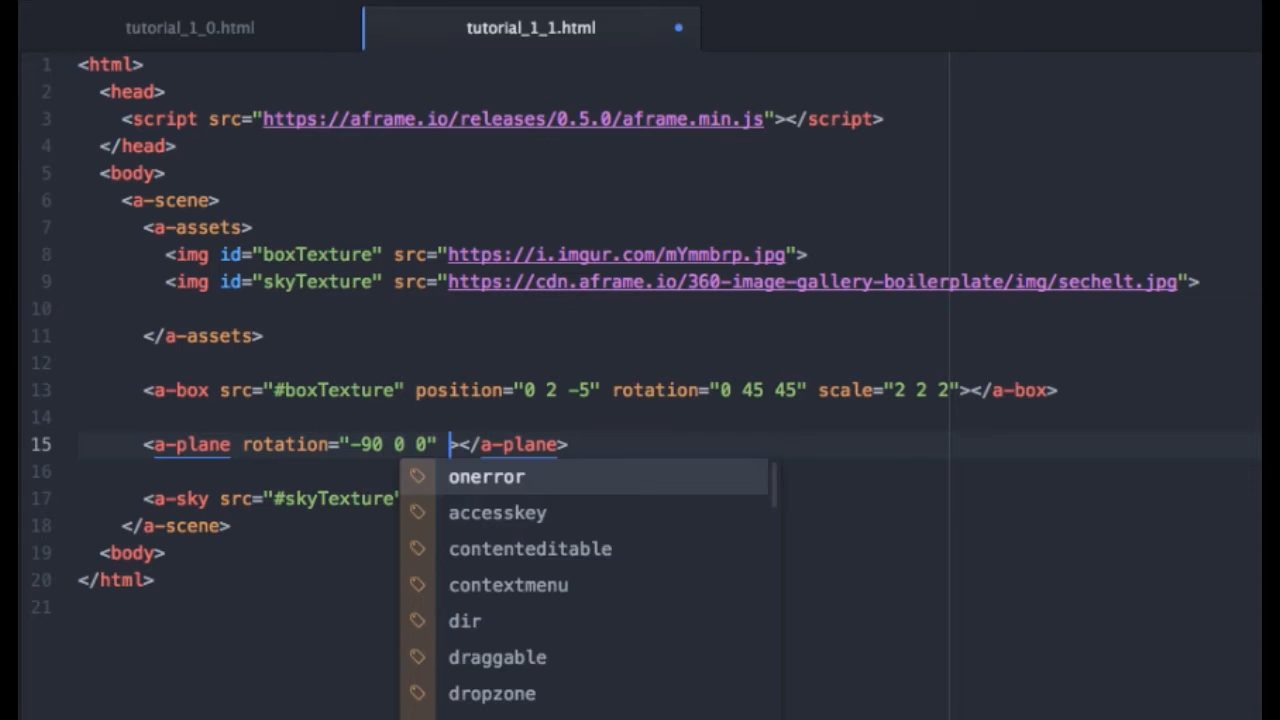 tutorial_1_0.html
tutorial_1_1.html
1 <html>
2 <head>
3 <script src="https://aframe.io/releases/0.5.0/aframe.min.js"></script>
4 </head>
5 <body>
6 <a-scene>
7 <a-assets>
8 <img id="boxTexture" src="https://i.imgur.com/mYmmbrp.jpg">
9 <img id="skyTexture" src="https://cdn.aframe.io/360-image-gallery-boilerplate/img/sechelt.jpg">
10
11 </a-assets>
12
13 <a-box src="#boxTexture" position="0 2 -5" rotation="0 45 45" scale="2 2 2"></a-box>
14
15 <a-plane rotation="-90 0 0" ></a-plane>
16
17 <a-sky src="#skyTexture"
18 </a-scene>
19 <body>
20 </html>
21
onerror
accesskey
contenteditable
contextmenu
dir
draggable
dropzone